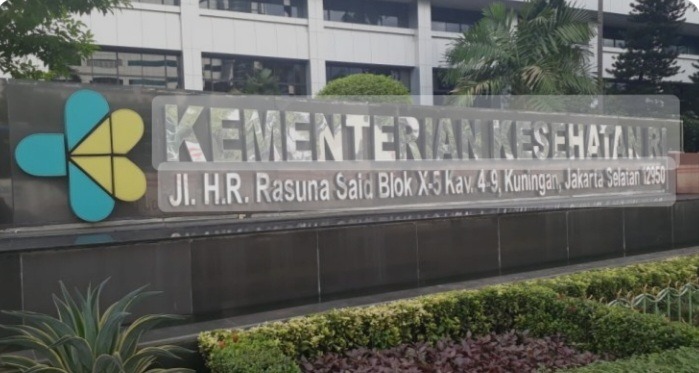 KEMENTERIAN KESEHATAN RI
Jl. H.R. Rasuna Said Blok X-5 Kav. 4-9, Kuningan, Jakarta Selatan 12950